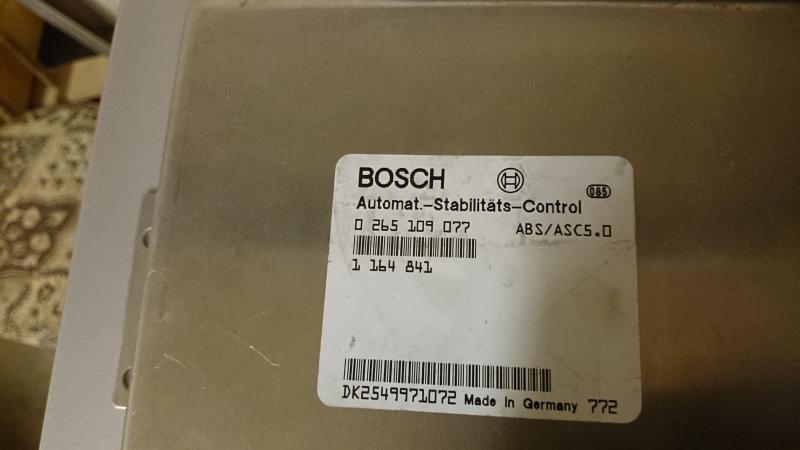 BOSCH
085
Automat.-Stabilitäts-Control
0 265 109 077 ABS/ASC5.0
1 164 841
DK2549971072 Made in Germany 772